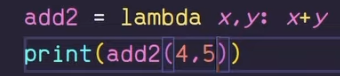 add2 = lambda x,y: x+y
print(add2(4,5))